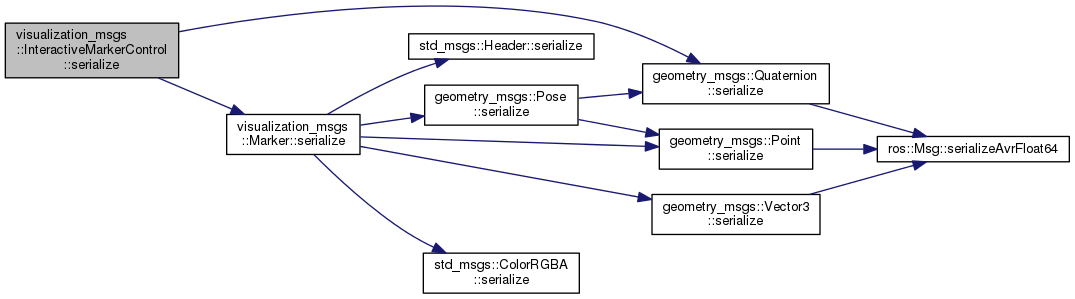 visualization_msgs
::InteractiveMarkerControl
::serialize
visualization_msgs
::Marker::serialize
std_msgs::Header::serialize
geometry_msgs::Pose
::serialize
std_msgs::ColorRGBA
::serialize
geometry_msgs::Quaternion
::serialize
geometry_msgs::Point
::serialize
geometry_msgs::Vector3
::serialize
ros::Msg::serializeAvrFloat64